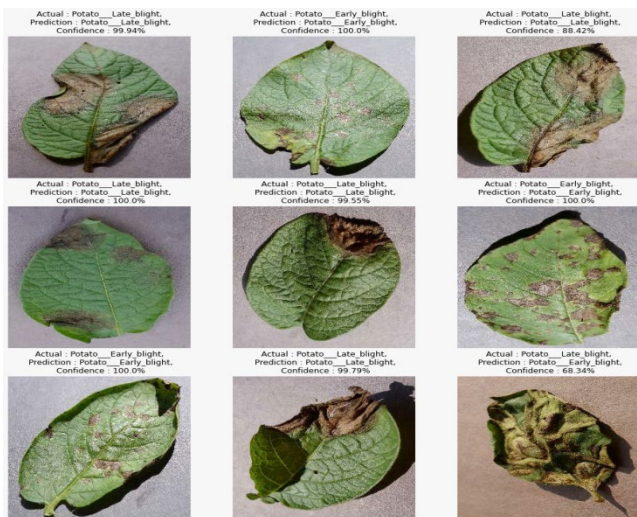 Actual : Potato___Late_blight,
Prediction : Potato___Late_blight,
Confidence : 99.94%
Actual : Potato___Early_blight,
Prediction : Potato___Early_blight,
Confidence : 100.0%
Actual : Potato___Late_blight,
Prediction : Potato___Late_blight,
Confidence : 88.42%
Actual : Potato___Late_blight,
Prediction : Potato___Late_blight,
Confidence : 100.0%
Actual : Potato___Late_blight,
Prediction : Potato___Late_blight,
Confidence : 99.55%
Actual : Potato___Early_blight,
Prediction : Potato___Early_blight,
Confidence : 100.0%
Actual : Potato___Early_blight,
Prediction : Potato___Early_blight,
Confidence : 100.0%
Actual : Potato___Late_blight,
Prediction : Potato___Late_blight,
Confidence : 99.79%
Actual : Potato___Late_blight,
Prediction : Potato___Early_blight,
Confidence : 68.34%